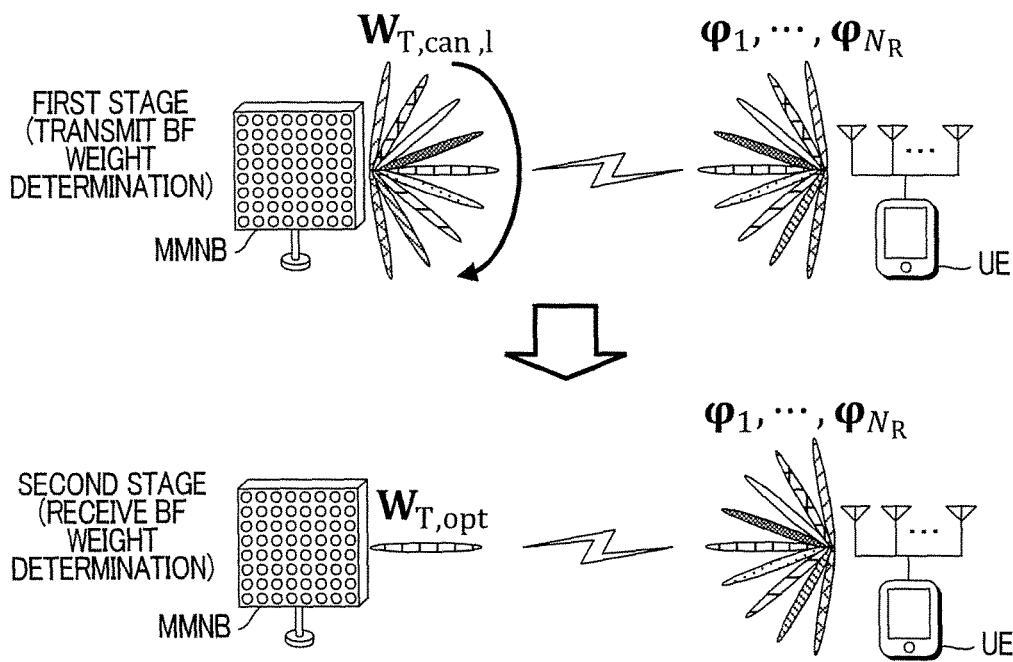 W_T,can ,l
φ_1, ⋯ , φ_N_R
FIRST STAGE
(TRANSMIT BF
WEIGHT
DETERMINATION)
...
MMNB
UE
φ_1, ⋯ , φ_N_R
SECOND STAGE
(RECEIVE BF
WEIGHT
DETERMINATION)
W_T,opt
...
MMNB
UE